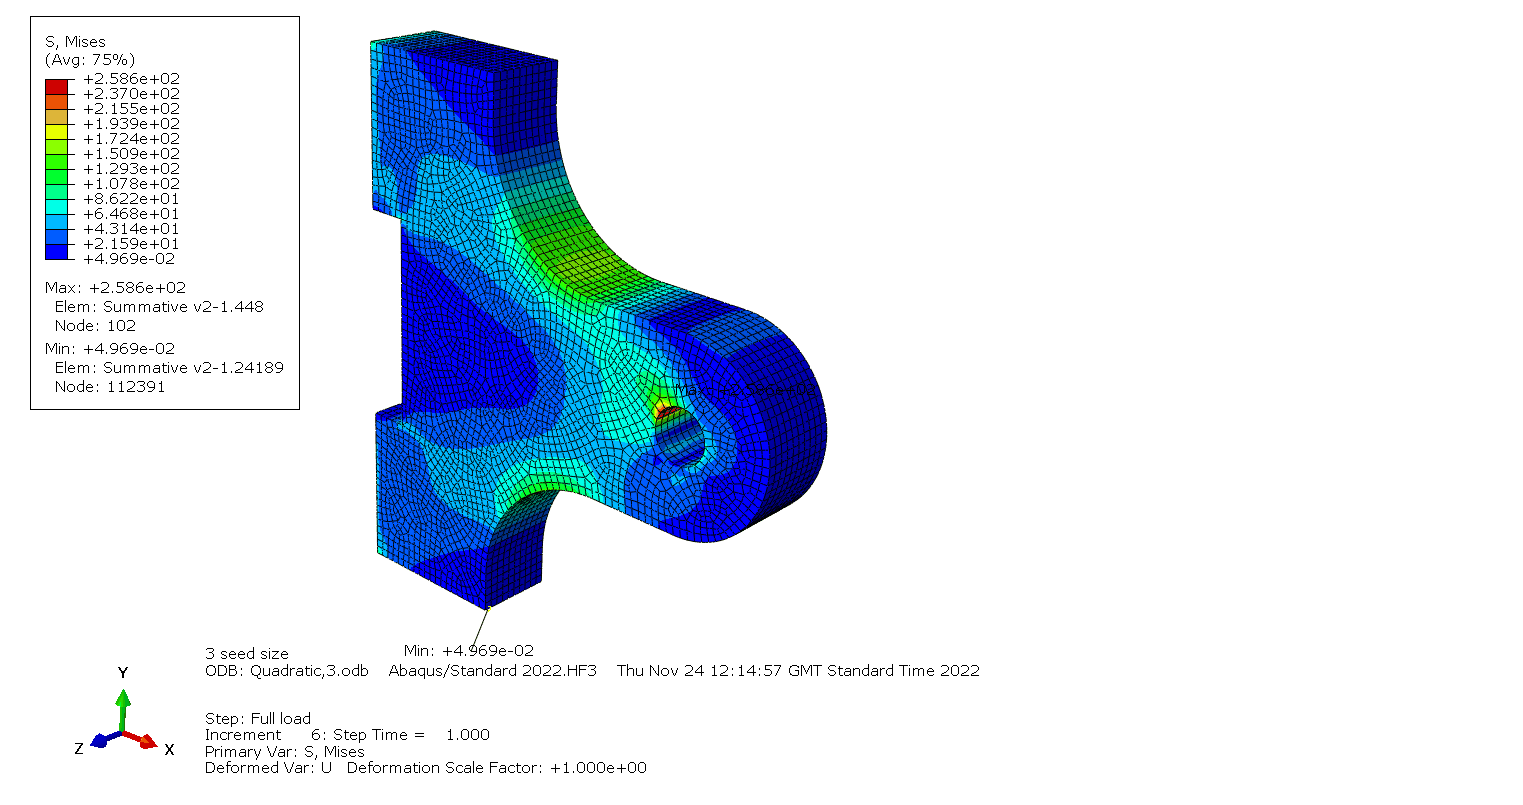 S, Mises
(Avg: 75%)
+2.586e+02
+2.370e+02
+2.155e+02
+1.939e+02
+1.724e+02
+1.509e+02
+1.293e+02
+1.078e+02
+8.622e+01
+6.468e+01
+4.314e+01
+2.159e+01
+4.969e-02
Max: +2.586e+02
Elem: Summative v2-1.448
Node: 102
Min: +4.969e-02
Elem: Summative v2-1.24189
Node: 112391
Max: +2.586e+02
Min: +4.969e-02
3 seed size
ODB: Quadratic,3.odb Abaqus/Standard 2022.HF3 Thu Nov 24 12:14:57 GMT Standard Time 2022
Y
Z
X
Step: Full load
Increment 6: Step Time = 1.000
Primary Var: S, Mises
Deformed Var: U Deformation Scale Factor: +1.000e+00